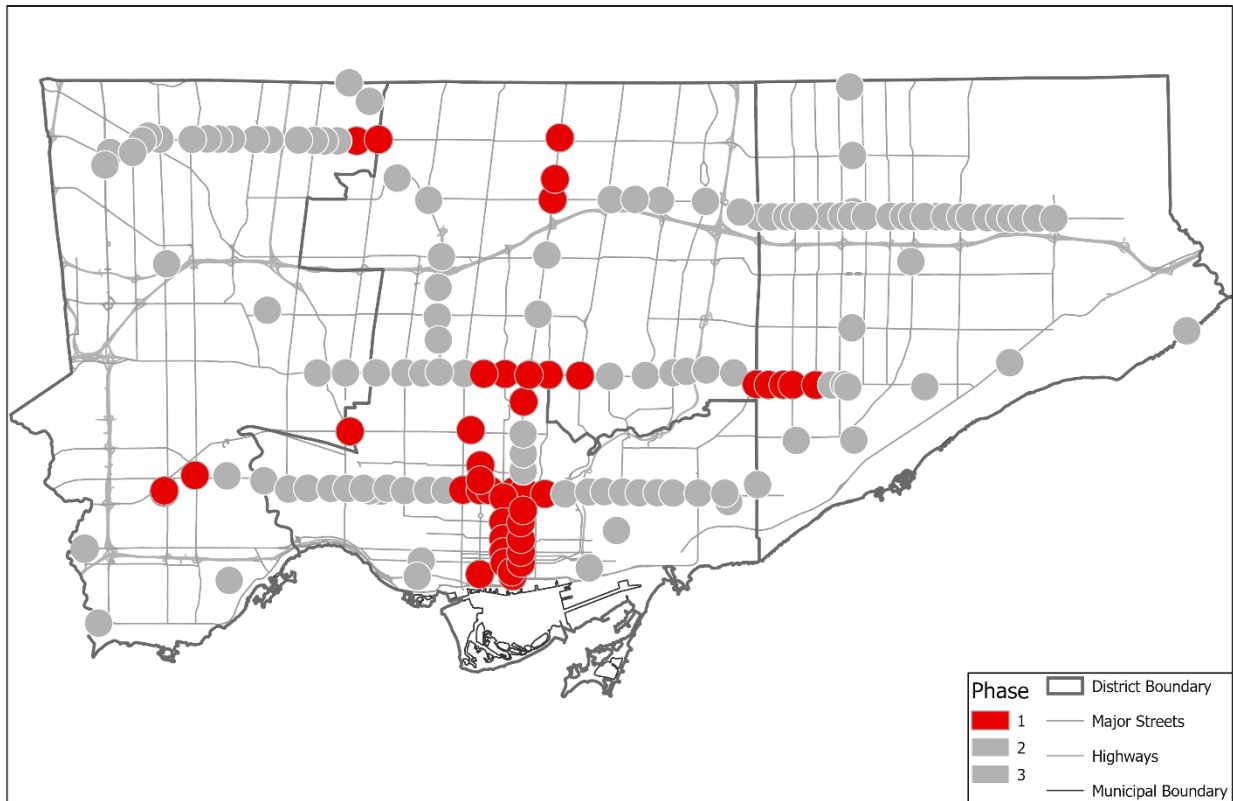 Phase
1
2
3
District Boundary
Major Streets
Highways
Municipal Boundary